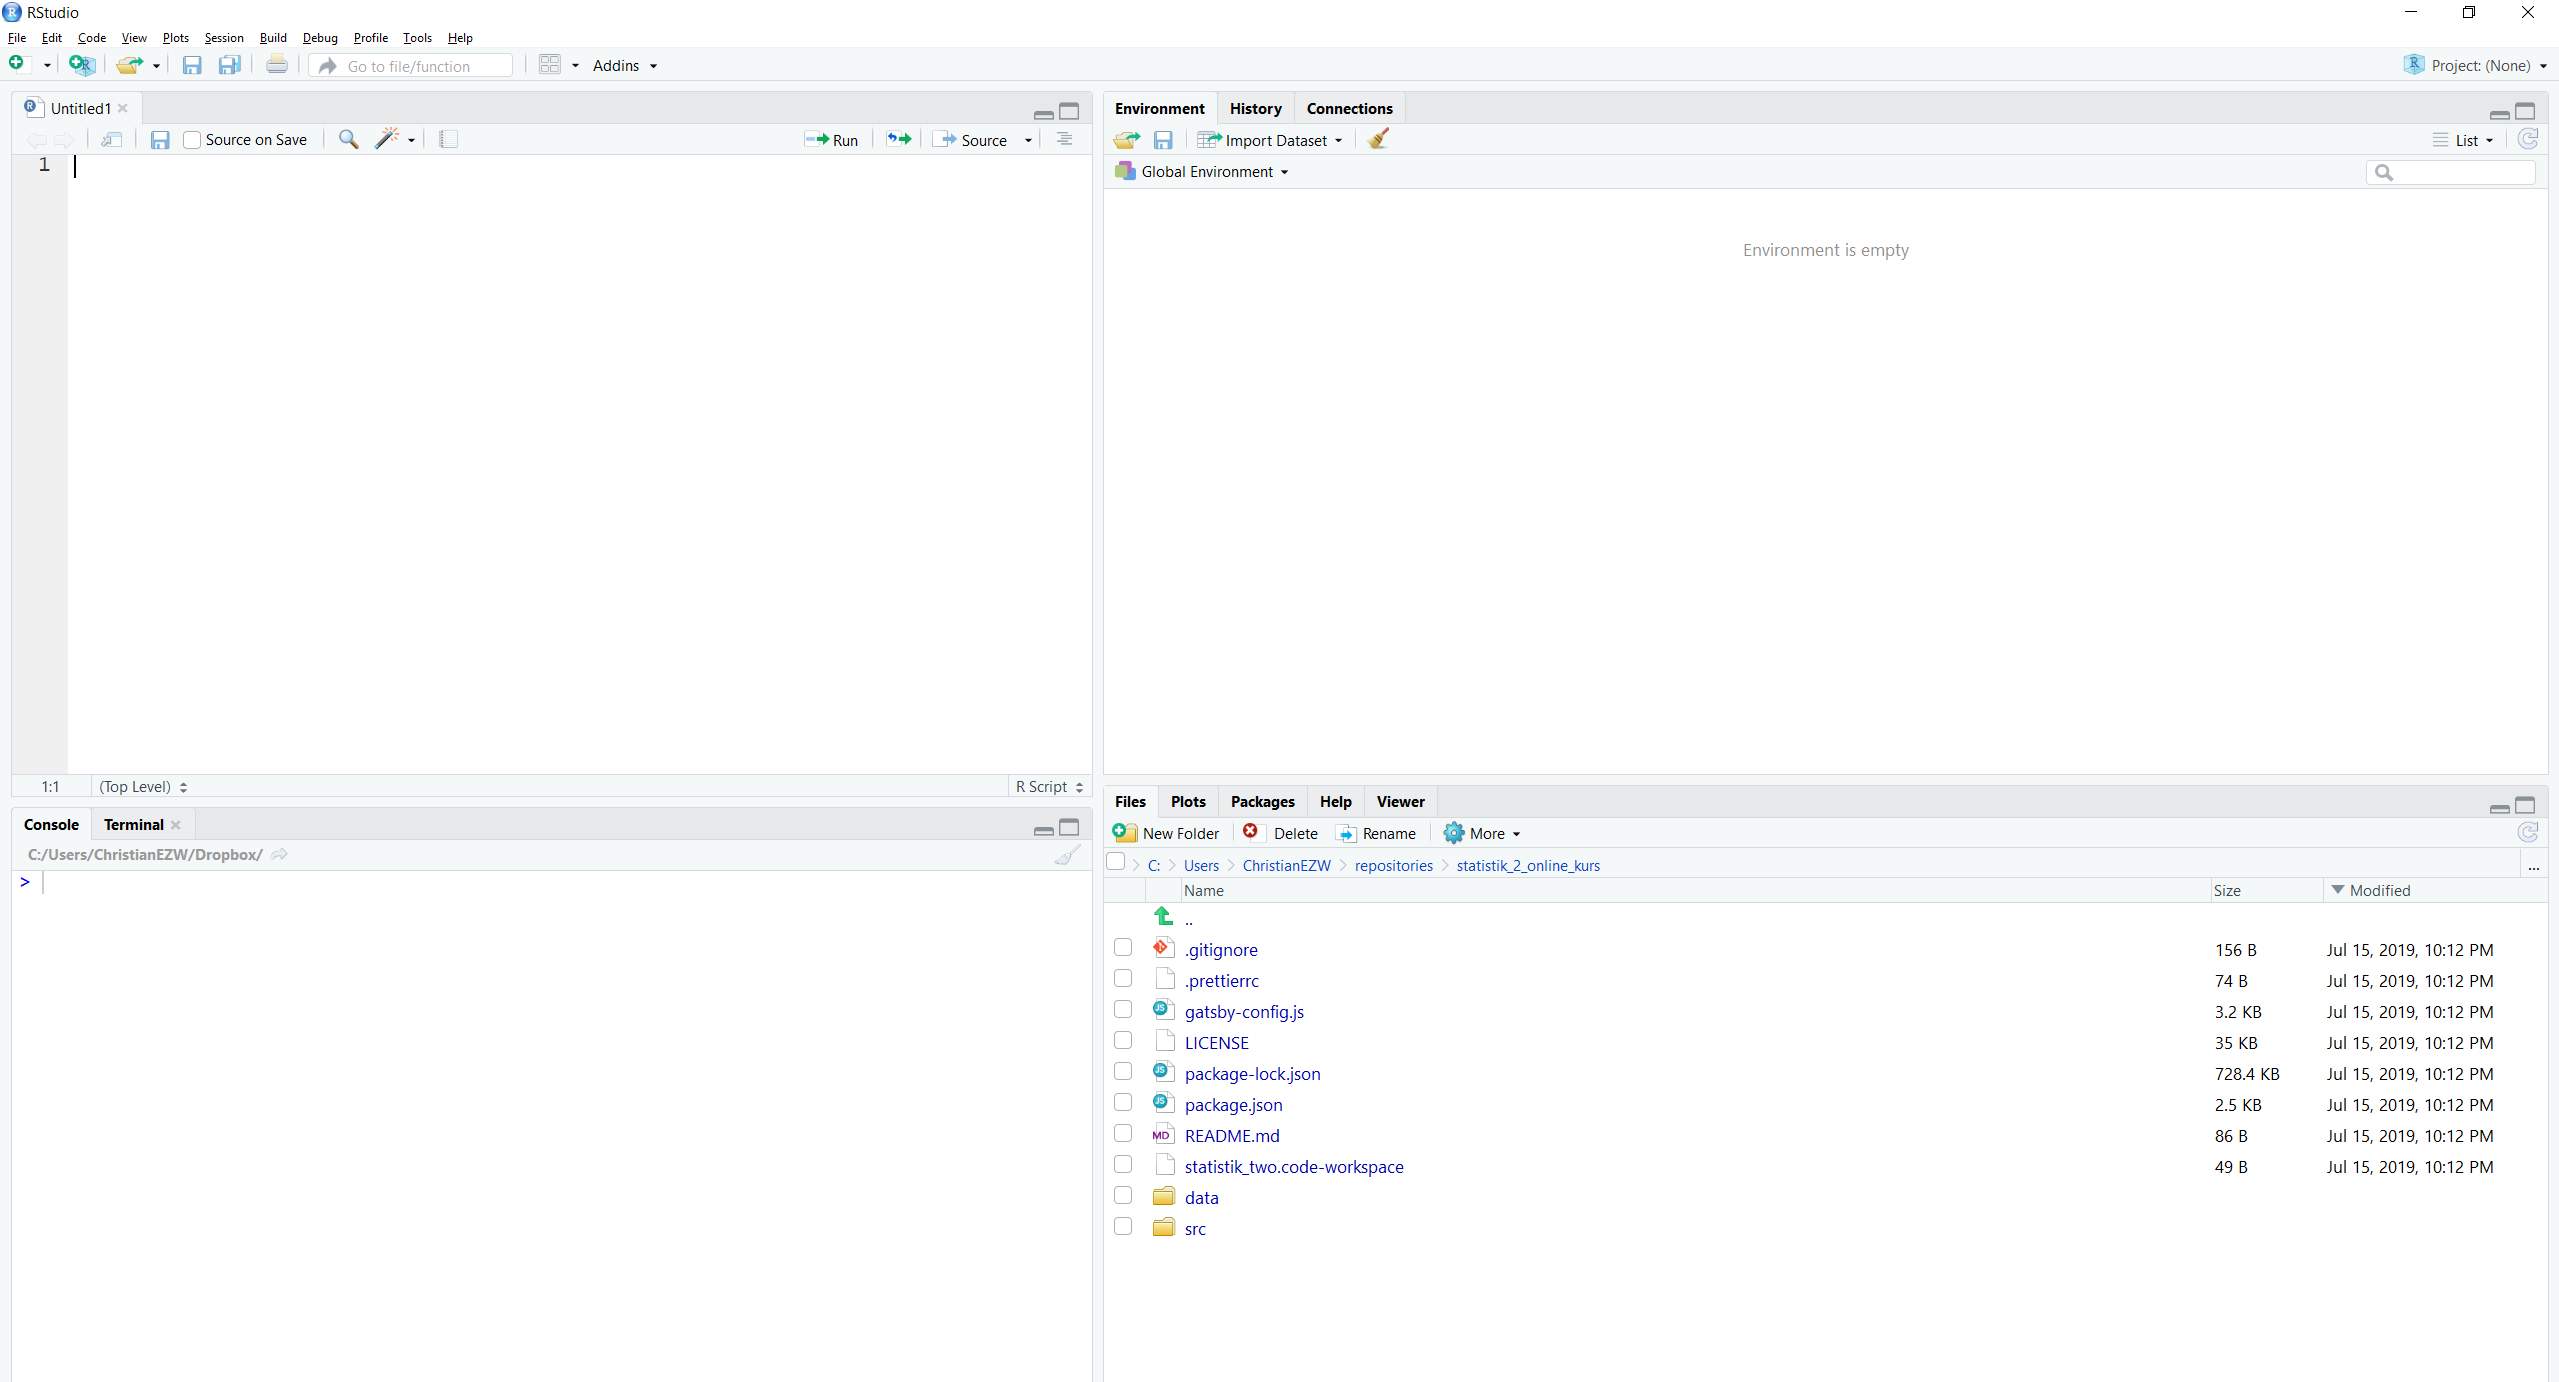 RStudio
File Edit Code View Plots Session Build Debug Profile Tools Help
Go to file/function Addins Project: (None)
Untitled1
Source on Save Run Source
1
1:1 (Top Level) R Script
Console Terminal
C:/Users/ChristianEZW/Dropbox/
>
Environment History Connections
Import Dataset List
Global Environment
Environment is empty
Files Plots Packages Help Viewer
New Folder Delete Rename More
C: Users ChristianEZW repositories statistik_2_online_kurs ...
Name Size Modified
..
.gitignore 156 B Jul 15, 2019, 10:12 PM
.prettierrc 74 B Jul 15, 2019, 10:12 PM
gatsby-config.js 3.2 KB Jul 15, 2019, 10:12 PM
LICENSE 35 KB Jul 15, 2019, 10:12 PM
package-lock.json 728.4 KB Jul 15, 2019, 10:12 PM
package.json 2.5 KB Jul 15, 2019, 10:12 PM
README.md 86 B Jul 15, 2019, 10:12 PM
statistik_two.code-workspace 49 B Jul 15, 2019, 10:12 PM
data
src